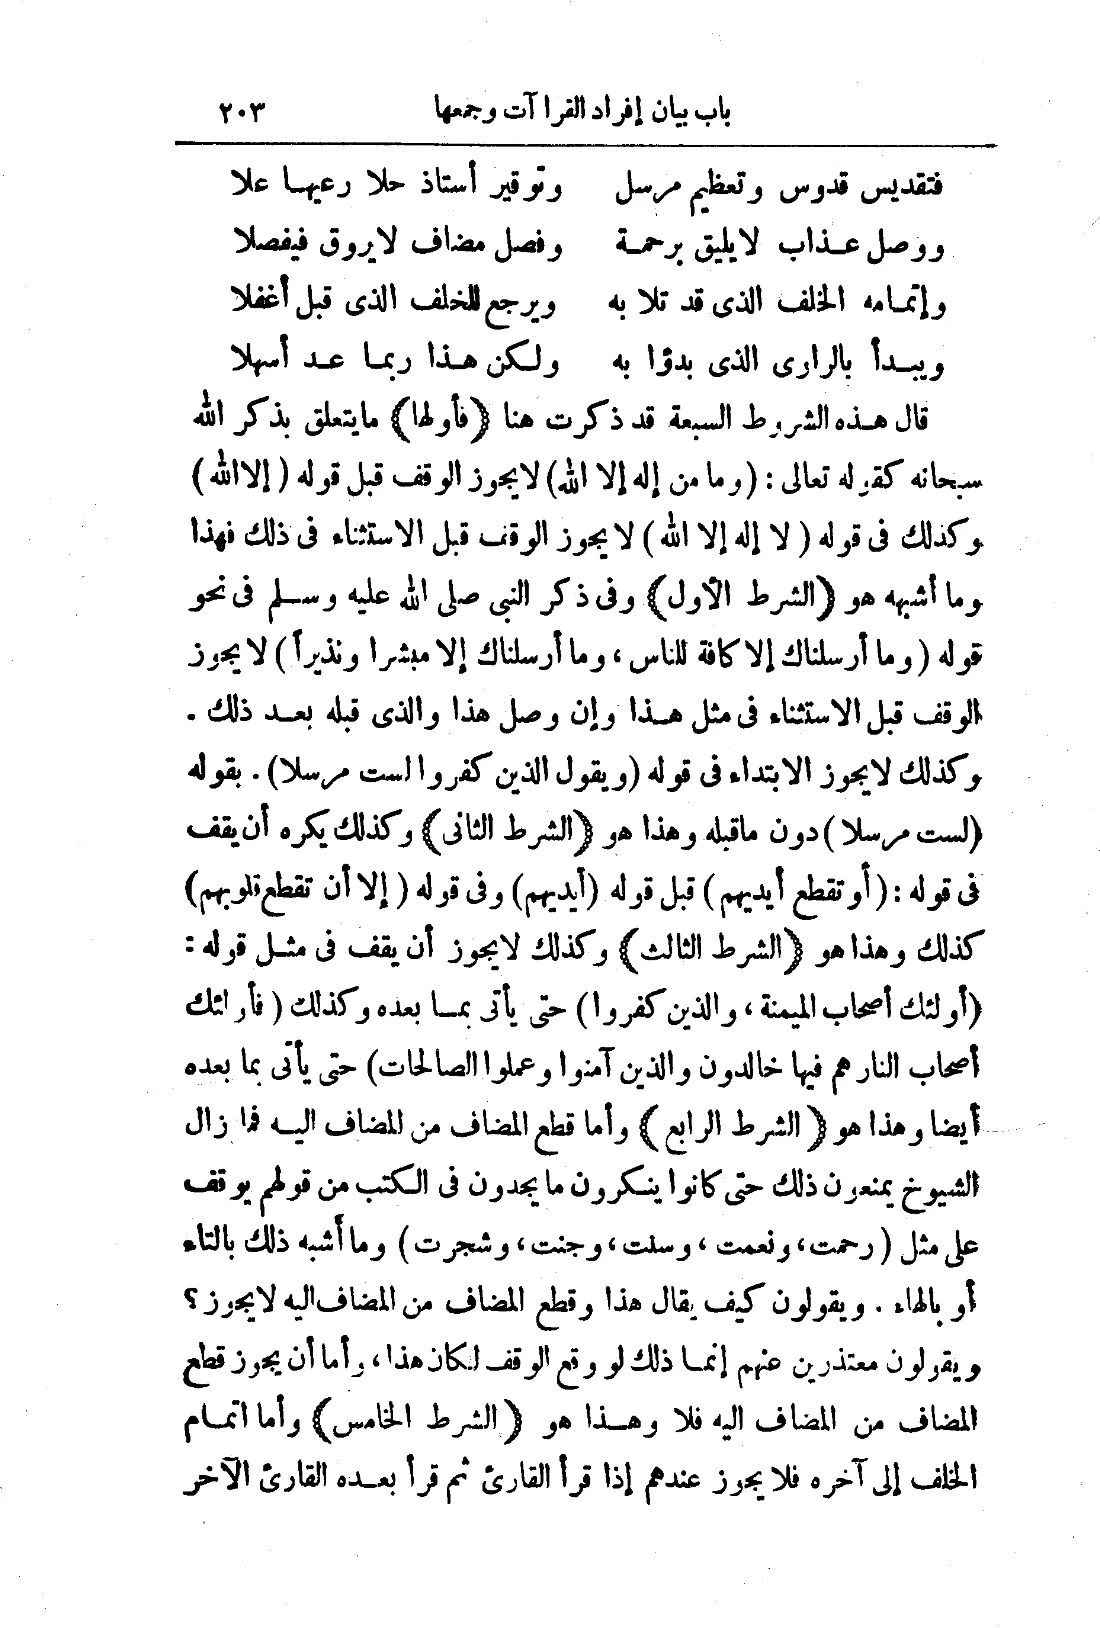 باب بيان إفراد القراآت وجمعها ٢٠٣
فتقديس قدوس وتعظيم مرسل وتوقير أستاذ حلا رعيها علا
ووصل عذاب لايليق برحمة وفصل مضاف لايروق فيفصلا
وإتمامه الخلف الذى قد تلا به ويرجع للخلف الذى قبل أغفلا
ويبدأ بالراوى الذى بدؤا به ولكن هذا ربما عد أسهلا
قال هذه الشروط السبعة قد ذكرت هنا (فأولها) مايتعلق بذكر الله
سبحانه كقوله تعالى : (وما من إله إلا الله) لايجوز الوقف قبل قوله (إلاالله)
وكذلك فى قوله (لا إله إلا الله) لايجوز الوقف قبل الاستثناء فى ذلك فهذا
وما أشبهه هو (الشرط الأول) وفى ذكر النبى صلى الله عليه وسلم فى نحو
قوله (وما أرسلناك إلا كافة للناس ، وما أرسلناك إلا مبشرا ونذيرأ) لايجوز
الوقف قبل الاستثناء فى مثل هذا وإن وصل هذا والذى قبله بعد ذلك .
وكذلك لايجوز الابتداء فى قوله (ويقول الذين كفروا لست مرسلا) . بقوله
(لست مرسلا) دون ماقبله وهذا هو (الشرط الثانى) وكذلك يكره أن يقف
فى قوله : (أو تقطع أيديهم) قبل قوله (أيديهم) وفى قوله (إلا أن تقطع قلوبهم)
كذلك وهذا هو (الشرط الثالث) وكذلك لايجوز أن يقف فى مثل قوله :
(أولئك أصحاب الميمنة ، والذين كفروا) حتى يأتى بما بعده وكذلك (فأولئك
أصحاب النار هم فيها خالدون والذين آمنوا وعملوا الصالحات) حتى يأتى بما بعده
أيضا وهذا هو (الشرط الرابع) وأما قطع المضاف من المضاف اليه فما زال
الشيوخ يمنعون ذلك حتى كانوا ينكرون ما يجدون فى الكتب من قولهم يوقف
على مثل (رحمت، ونعمت ، وسنت، وجنت، وشجرت) وما أشبه ذلك بالتاء
أو بالهاء . ويقولون كيف يقال هذا وقطع المضاف من المضاف اليه لايجوز ؟
ويقولون معتذرين عنهم إنما ذلك لو وقع الوقف لكان هذا ، وأما أن يجوز قطع
المضاف من المضاف اليه فلا وهذا هو (الشرط الخامس) وأما اتمام
الخلف إلى آخره فلا يجوز عندهم إذا قرأ القارئ ثم قرأ بعده القارئ الآخر